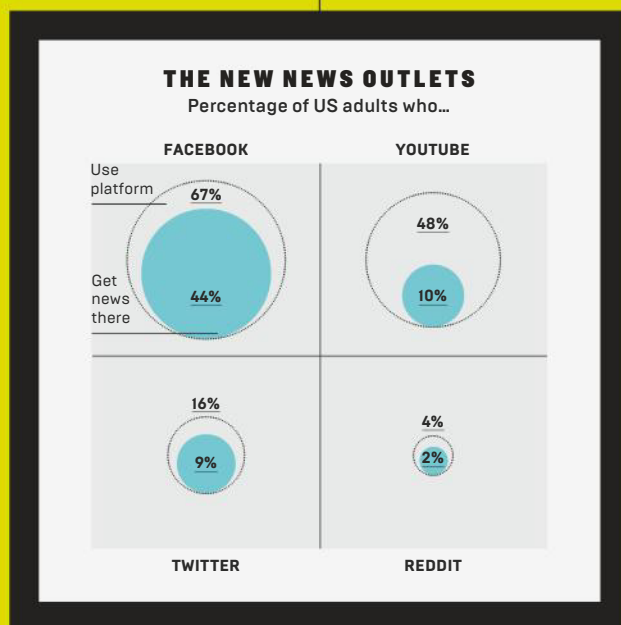 THE NEW NEWS OUTLETS
Percentage of US adults who…
FACEBOOK
YOUTUBE
Use
platform
67%
48%
Get
news
there
44%
10%
16%
4%
9%
2%
TWITTER
REDDIT